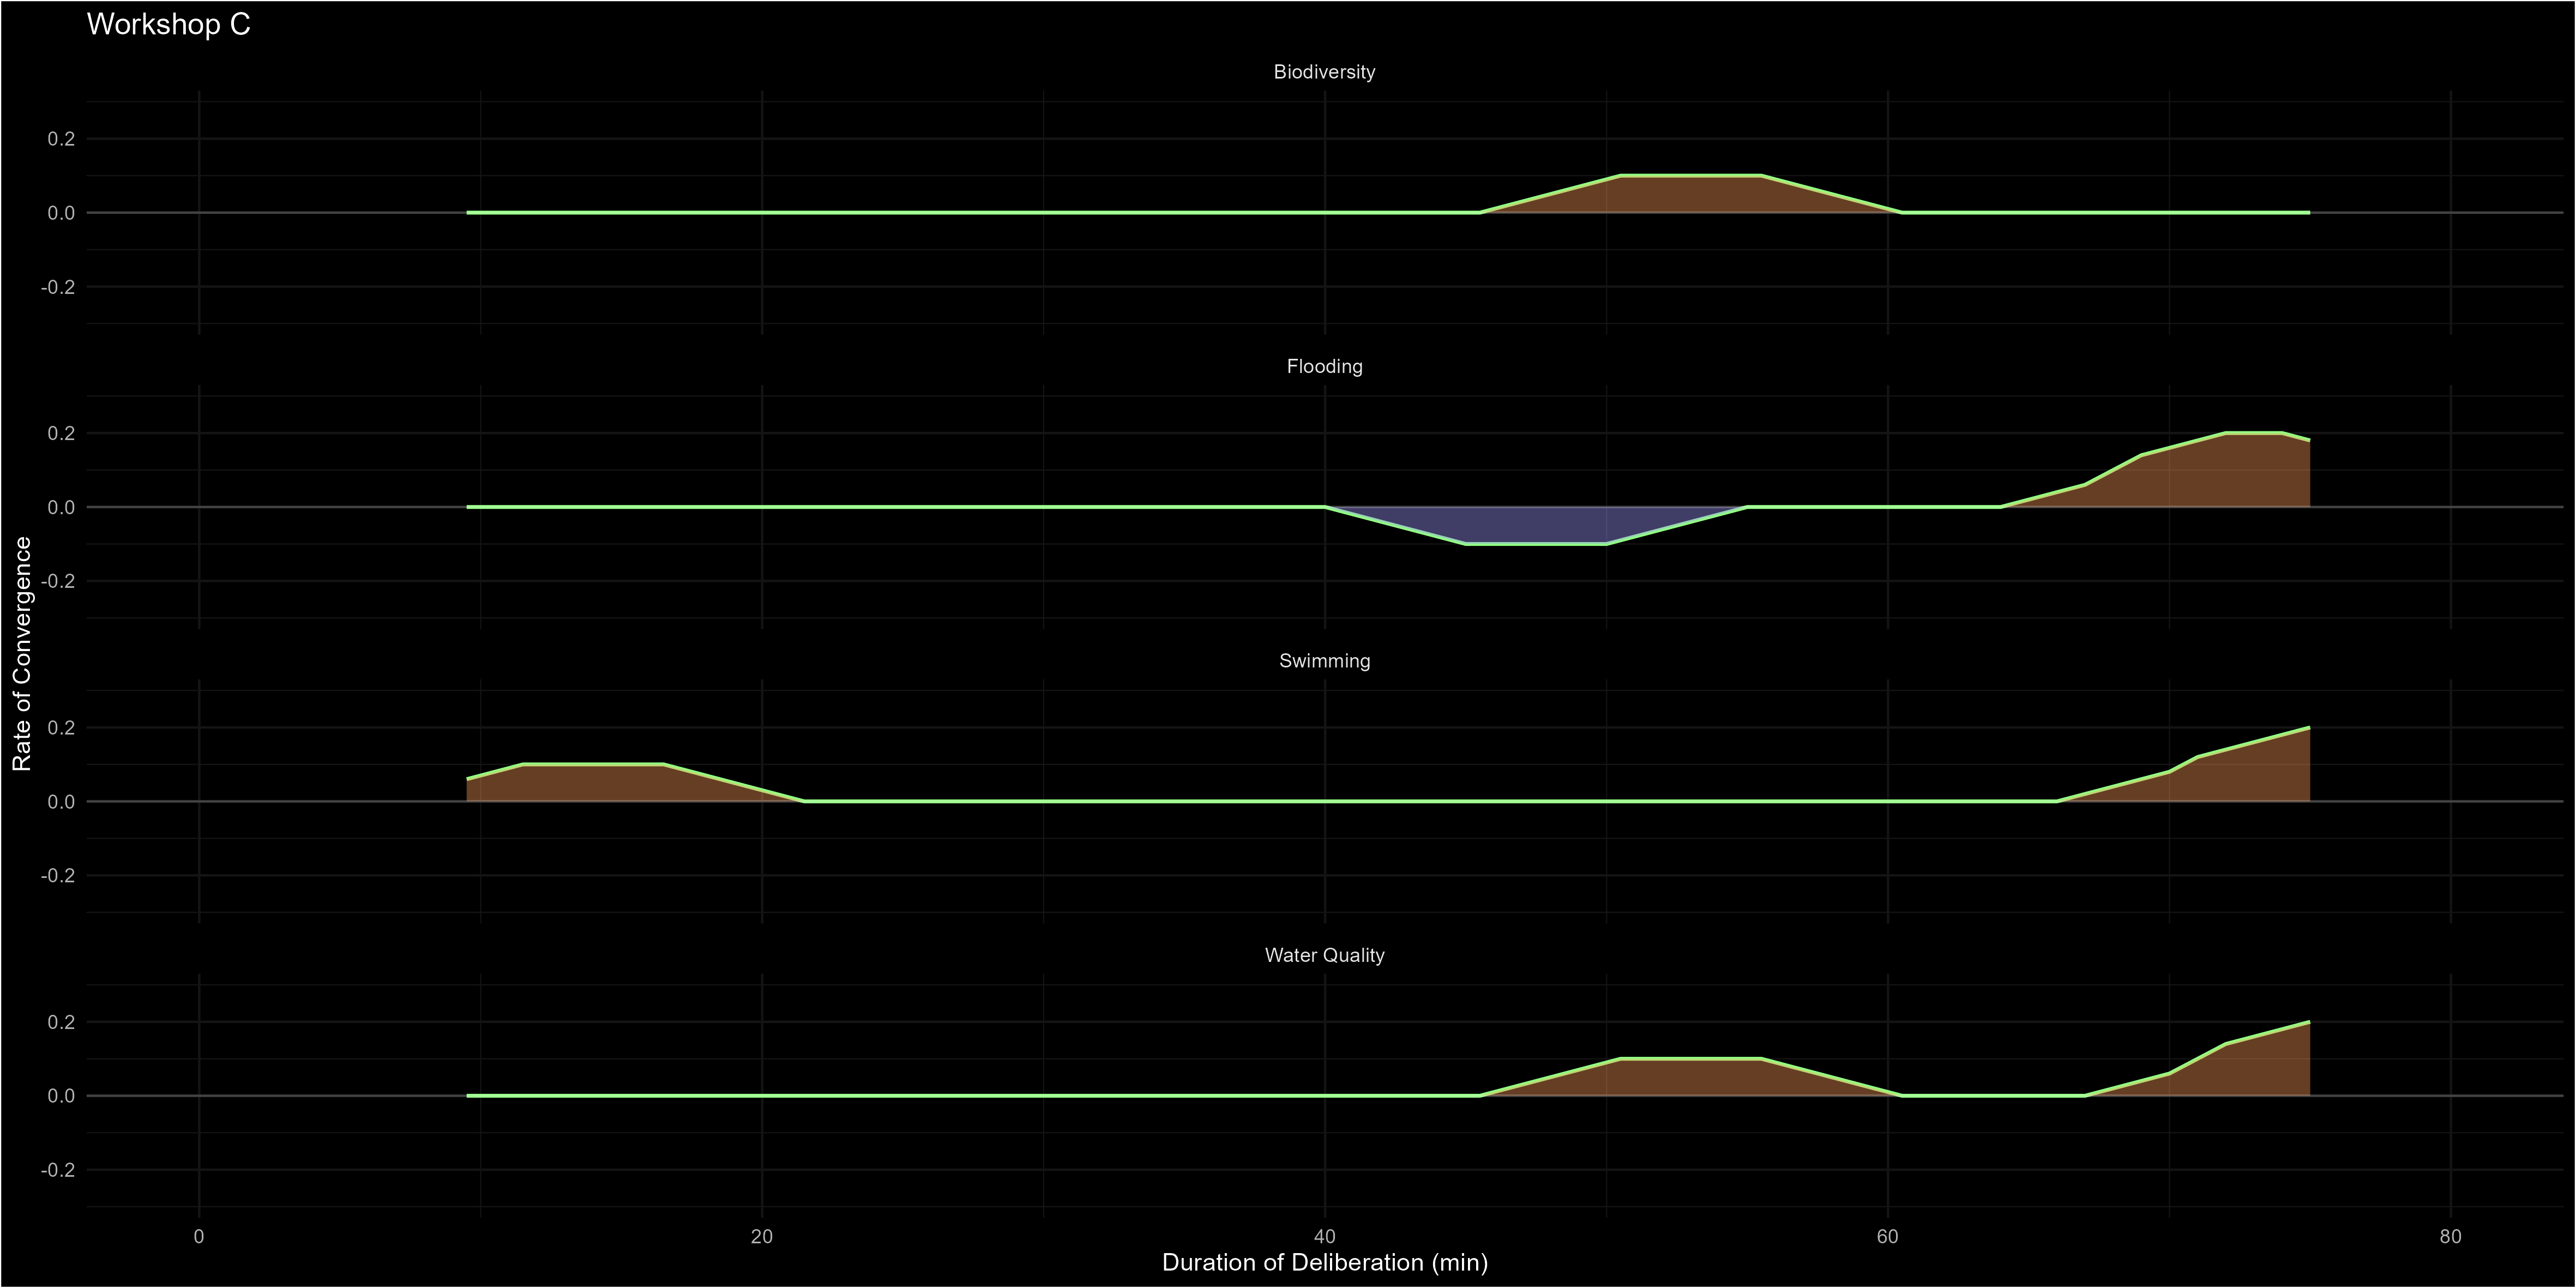 Workshop C
Biodiversity
0.2
0.0
-0.2
Flooding
0.2
0.0
-0.2
Swimming
0.2
0.0
-0.2
Water Quality
0.2
0.0
-0.2
Rate of Convergence
0 20 40 60 80
Duration of Deliberation (min)